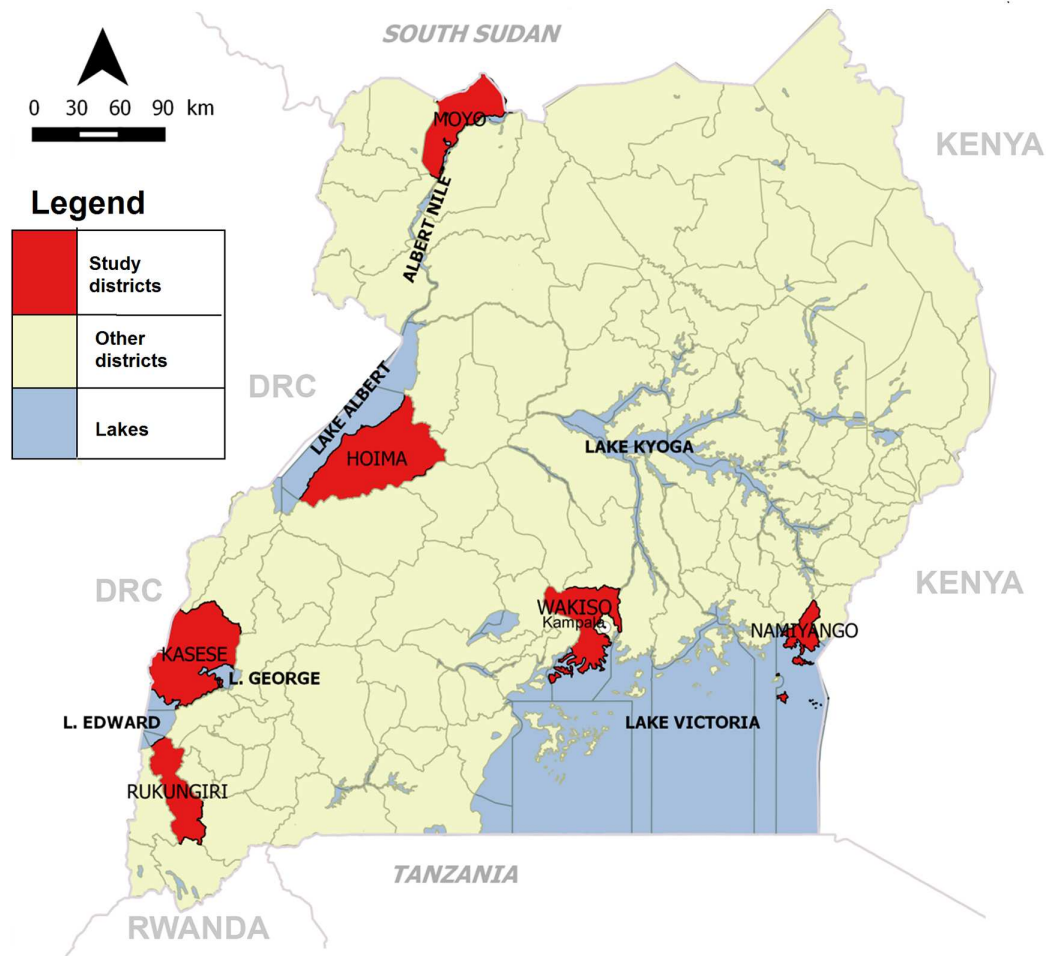 SOUTH SUDAN
0 30 60 90 km
MOYO
KENYA
Legend
Study
districts
Other
districts
Lakes
ALBERT NILE
DRC
LAKE ALBERT
HOIMA
LAKE KYOGA
DRC
KENYA
WAKISO
Kampala
NAMIYANGO
KASESE
L. GEORGE
L. EDWARD
LAKE VICTORIA
RUKUNGIRI
TANZANIA
RWANDA